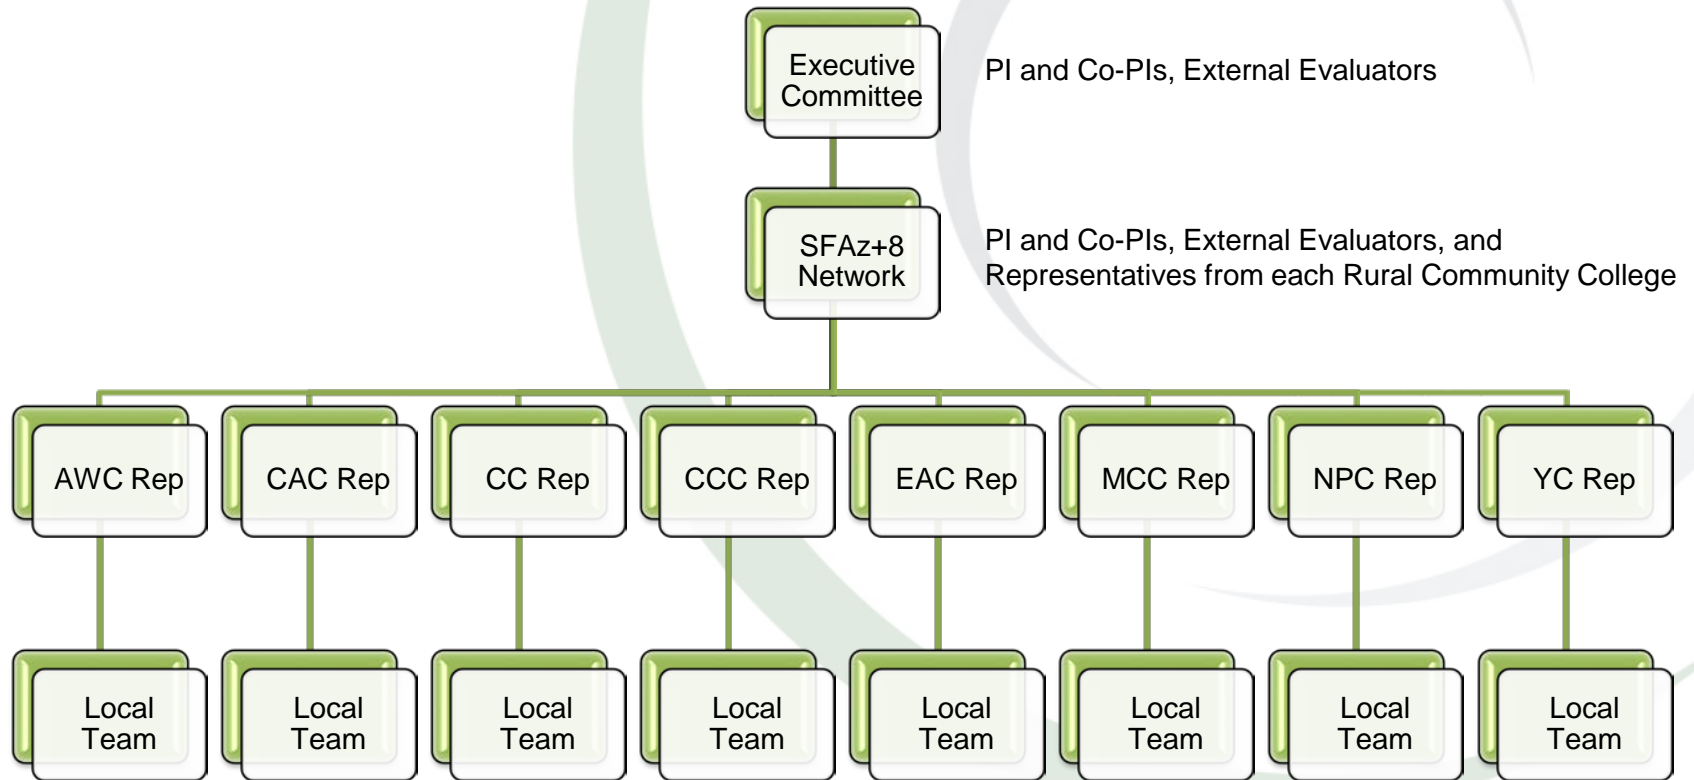 Executive
Committee
PI and Co-PIs, External Evaluators
SFAz+8
Network
PI and Co-PIs, External Evaluators, and
Representatives from each Rural Community College
AWC Rep
CAC Rep
CC Rep
CCC Rep
EAC Rep
MCC Rep
NPC Rep
YC Rep
Local
Team
Local
Team
Local
Team
Local
Team
Local
Team
Local
Team
Local
Team
Local
Team